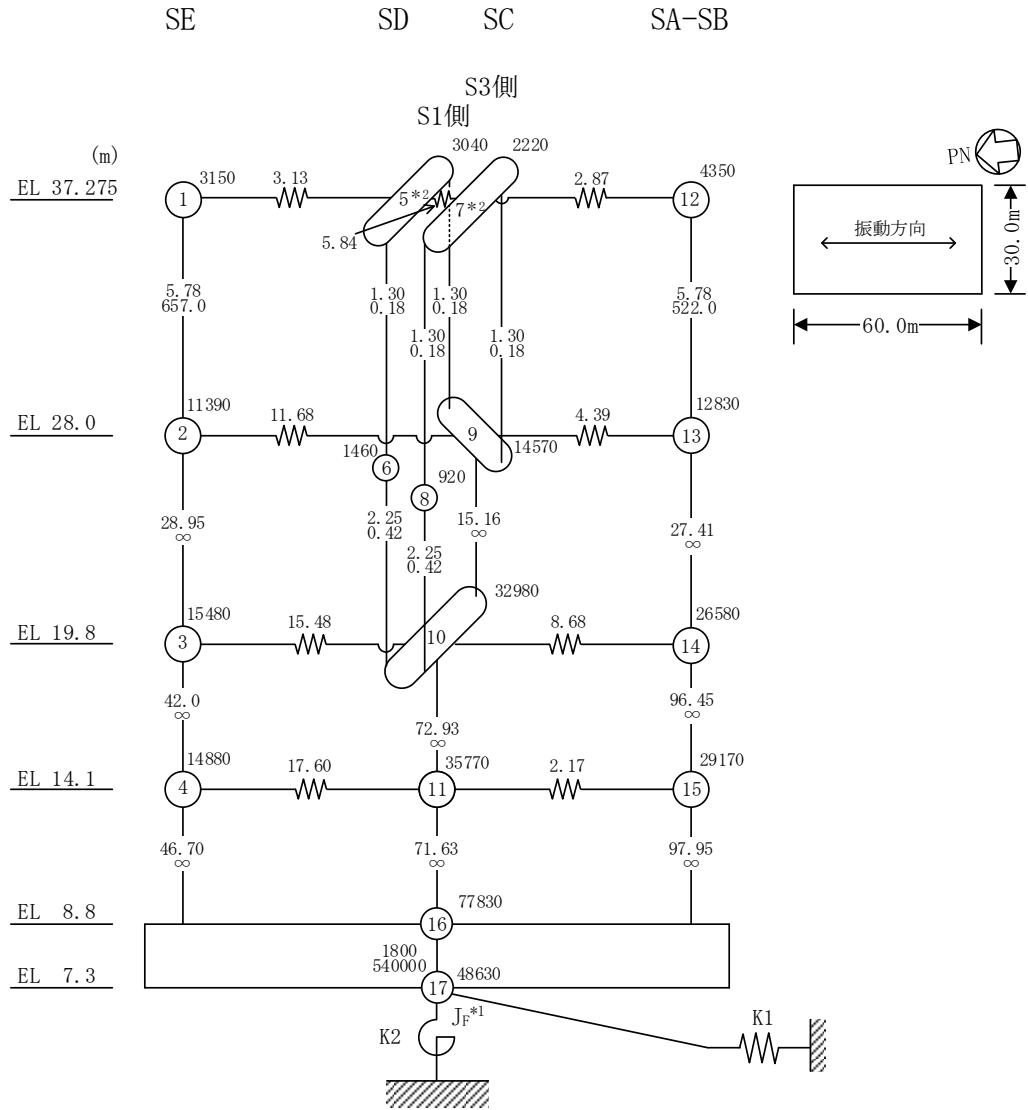 SE SD SC SA-SB
S3側
S1側
(m) 3040 2220 PN
EL 37.275 1 3150 3.13 5*2 7*2 2.87 4350 12
5.84
振動方向
30.0m
60.0m
5.78 1.30 1.30 5.78
657.0 0.18 0.18 522.0
1.30 1.30
0.18 0.18
EL 28.0 2 11390 11.68 9 4.39 12830 13
1460 6 14570
920 8
28.95 2.25 15.16 27.41
∞ 0.42 ∞ ∞
2.25
0.42
32980
EL 19.8 3 15480 15.48 10 8.68 26580 14
42.0 72.93 96.45
∞ ∞ ∞
EL 14.1 4 14880 17.60 11 35770 2.17 29170 15
46.70 71.63 97.95
∞ ∞ ∞
EL 8.8 16 77830
1800
540000
EL 7.3 17 48630
K2 JF*1 K1